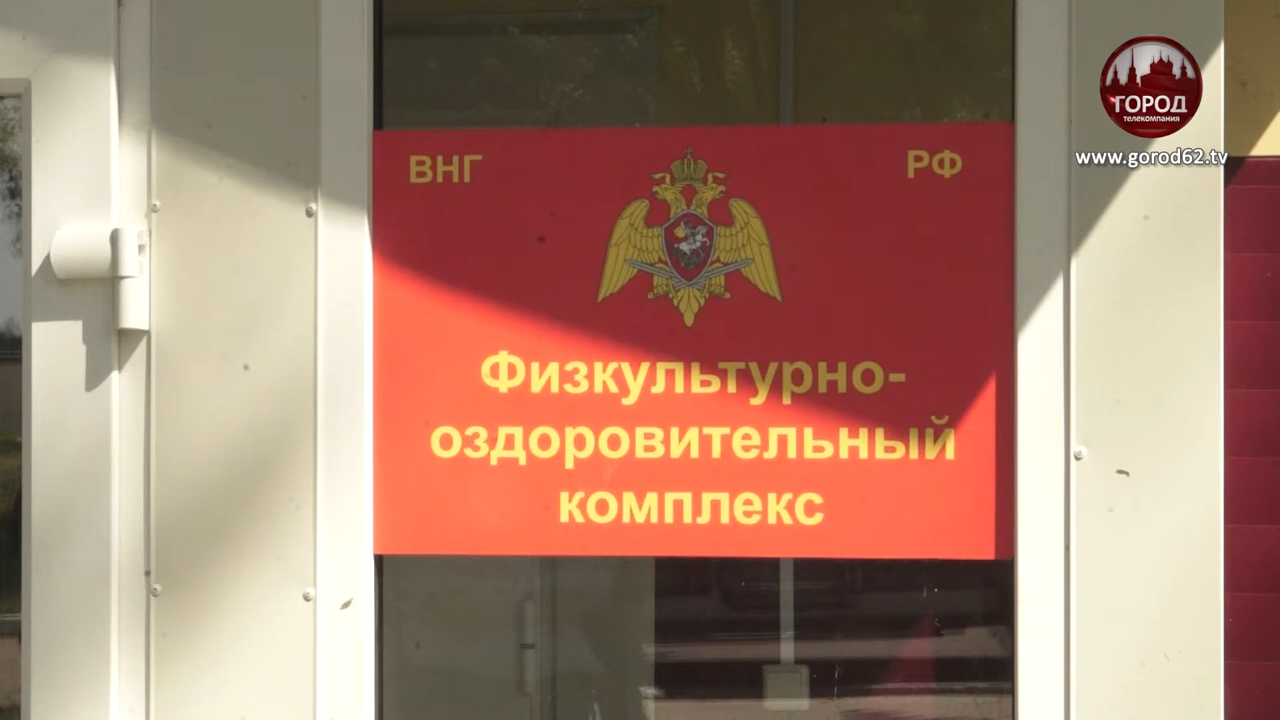 ГОРОД
телекомпания
www.gorod62.tv
ВНГ РФ
Физкультурно-
оздоровительный
комплекс